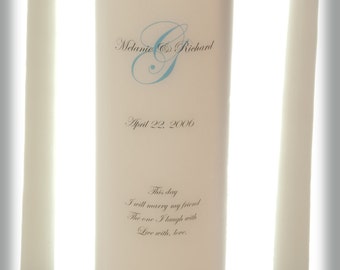 Melanie & Richard
G
April 22, 2006
This day
I will marry my friend
The one I laugh with
Live with, love.